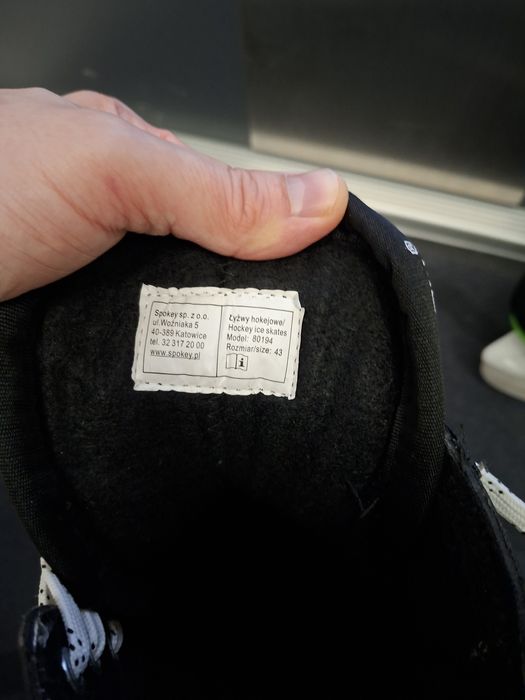 Spokey sp. z o.o.
ul.Woźniaka 5
40-389 Katowice
tel. 32 317 20 00
www.spokey.pl
Łyżwy hokejowe/
Hockey ice skates
Model: 80194
Rozmiar/size: 43